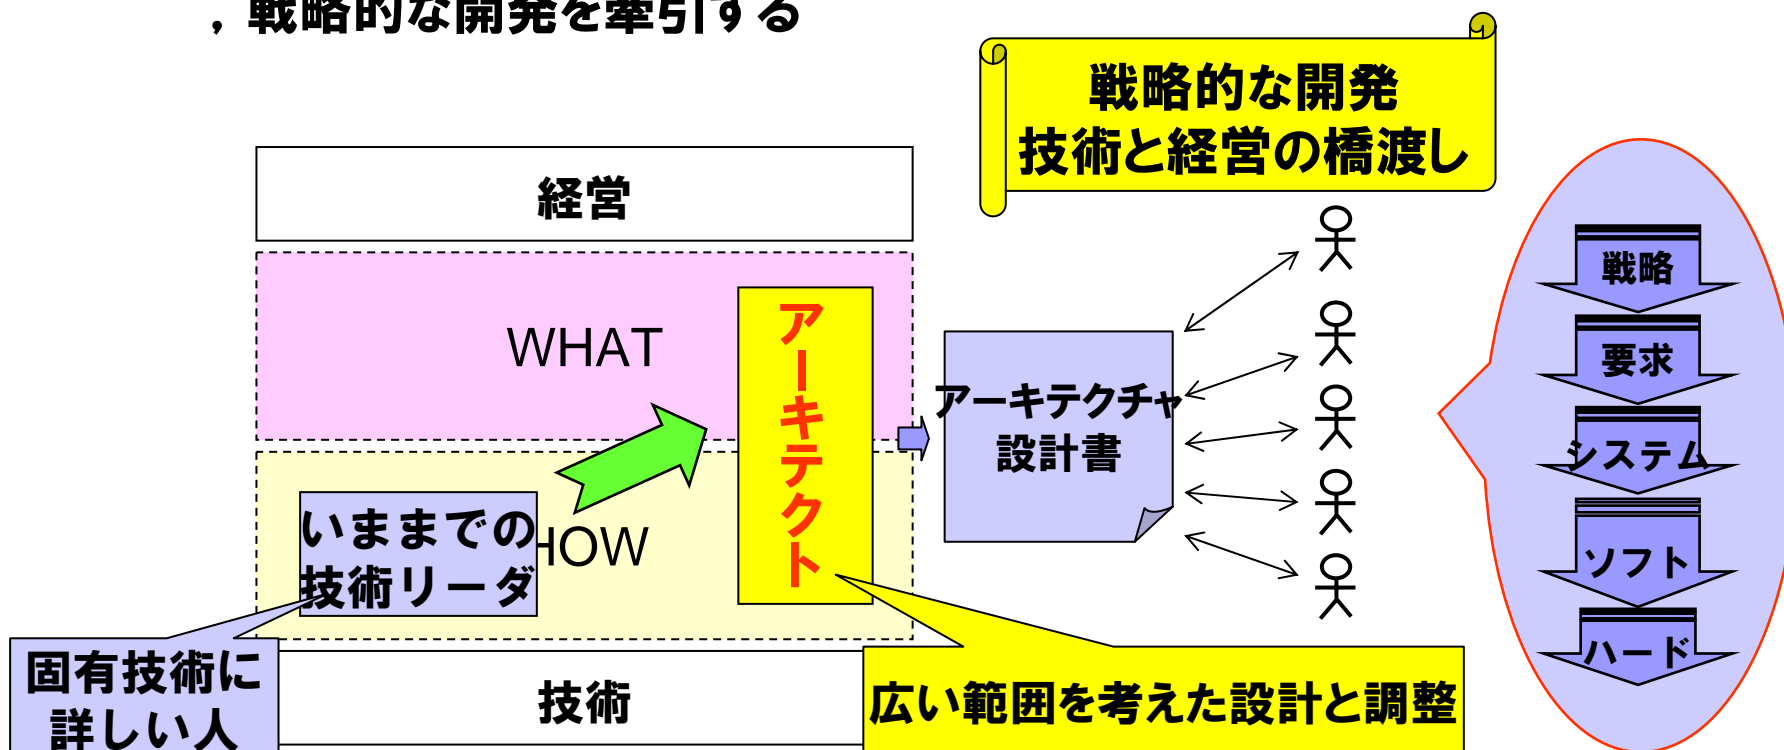 ，戦略的な開発を牽引する
戦略的な開発
技術と経営の橋渡し
経営
WHAT
アーキテクト
HOW
いままでの
技術リーダ
アーキテクチャ
設計書
戦略
要求
システム
ソフト
ハード
固有技術に
詳しい人
技術
広い範囲を考えた設計と調整